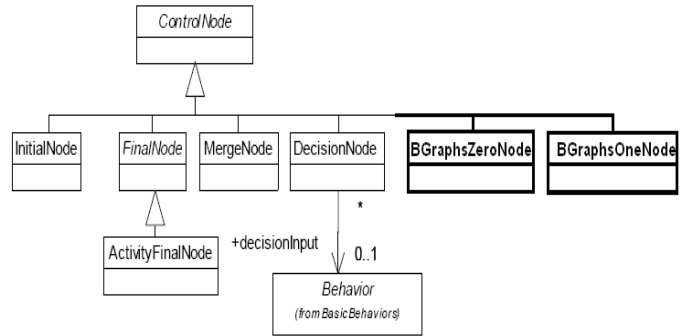 ControlNode
InitialNode
FinalNode
MergeNode
DecisionNode
BGraphsZeroNode
BGraphsOneNode
*
ActivityFinalNode
+decisionInput
0..1
Behavior
(from BasicBehaviors)